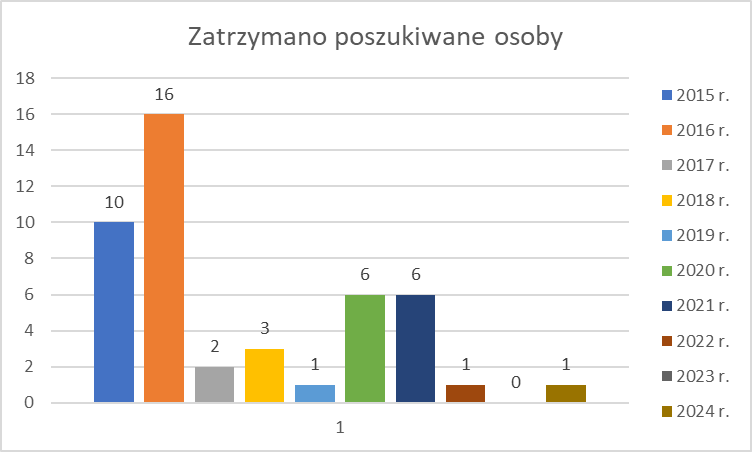 Zatrzymano poszukiwane osoby
18
16
14
12
10
8
6
4
2
0
10
16
2
3
1
6
6
1
0
1
1
2015 r.
2016 r.
2017 r.
2018 r.
2019 r.
2020 r.
2021 r.
2022 r.
2023 r.
2024 r.